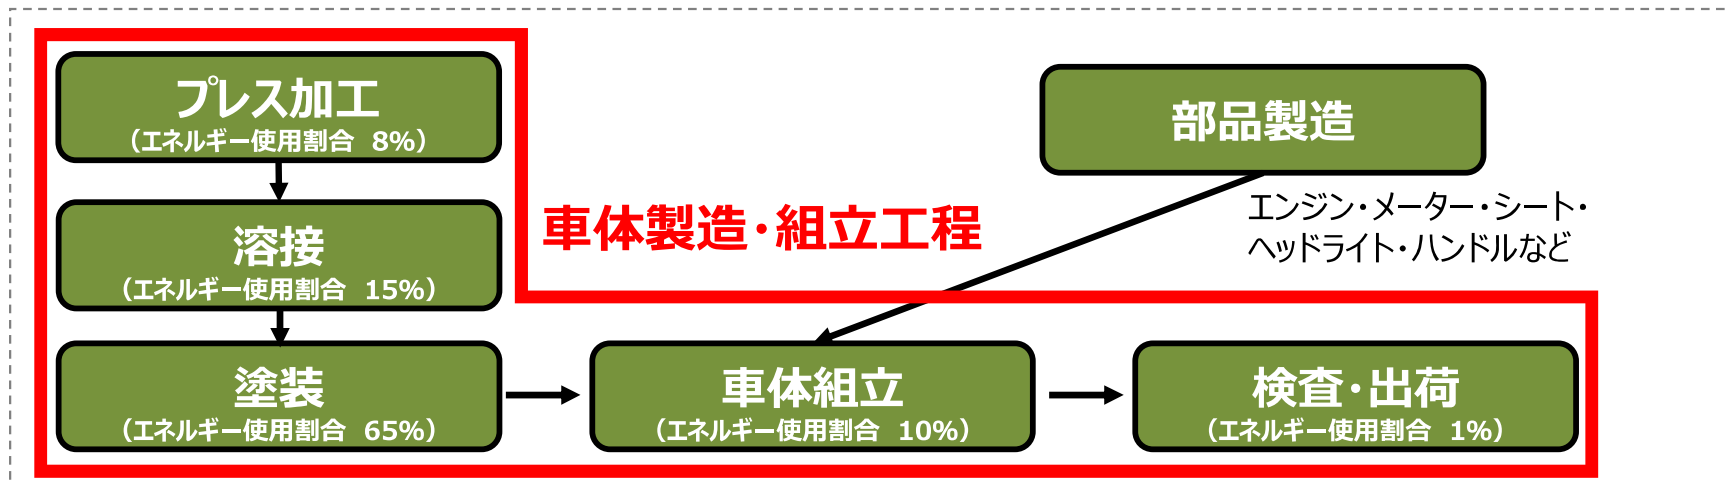 プレス加工
（エネルギー使用割合 8%）
溶接
（エネルギー使用割合 15%）
塗装
（エネルギー使用割合 65%）
車体製造・組立工程
部品製造
エンジン・メーター・シート・
ヘッドライト・ハンドルなど
車体組立
（エネルギー使用割合 10%）
検査・出荷
（エネルギー使用割合 1%）